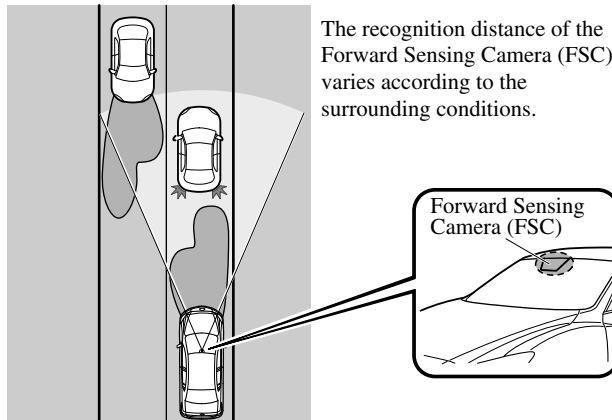 The recognition distance of the
Forward Sensing Camera (FSC)
varies according to the
surrounding conditions.
Forward Sensing
Camera (FSC)